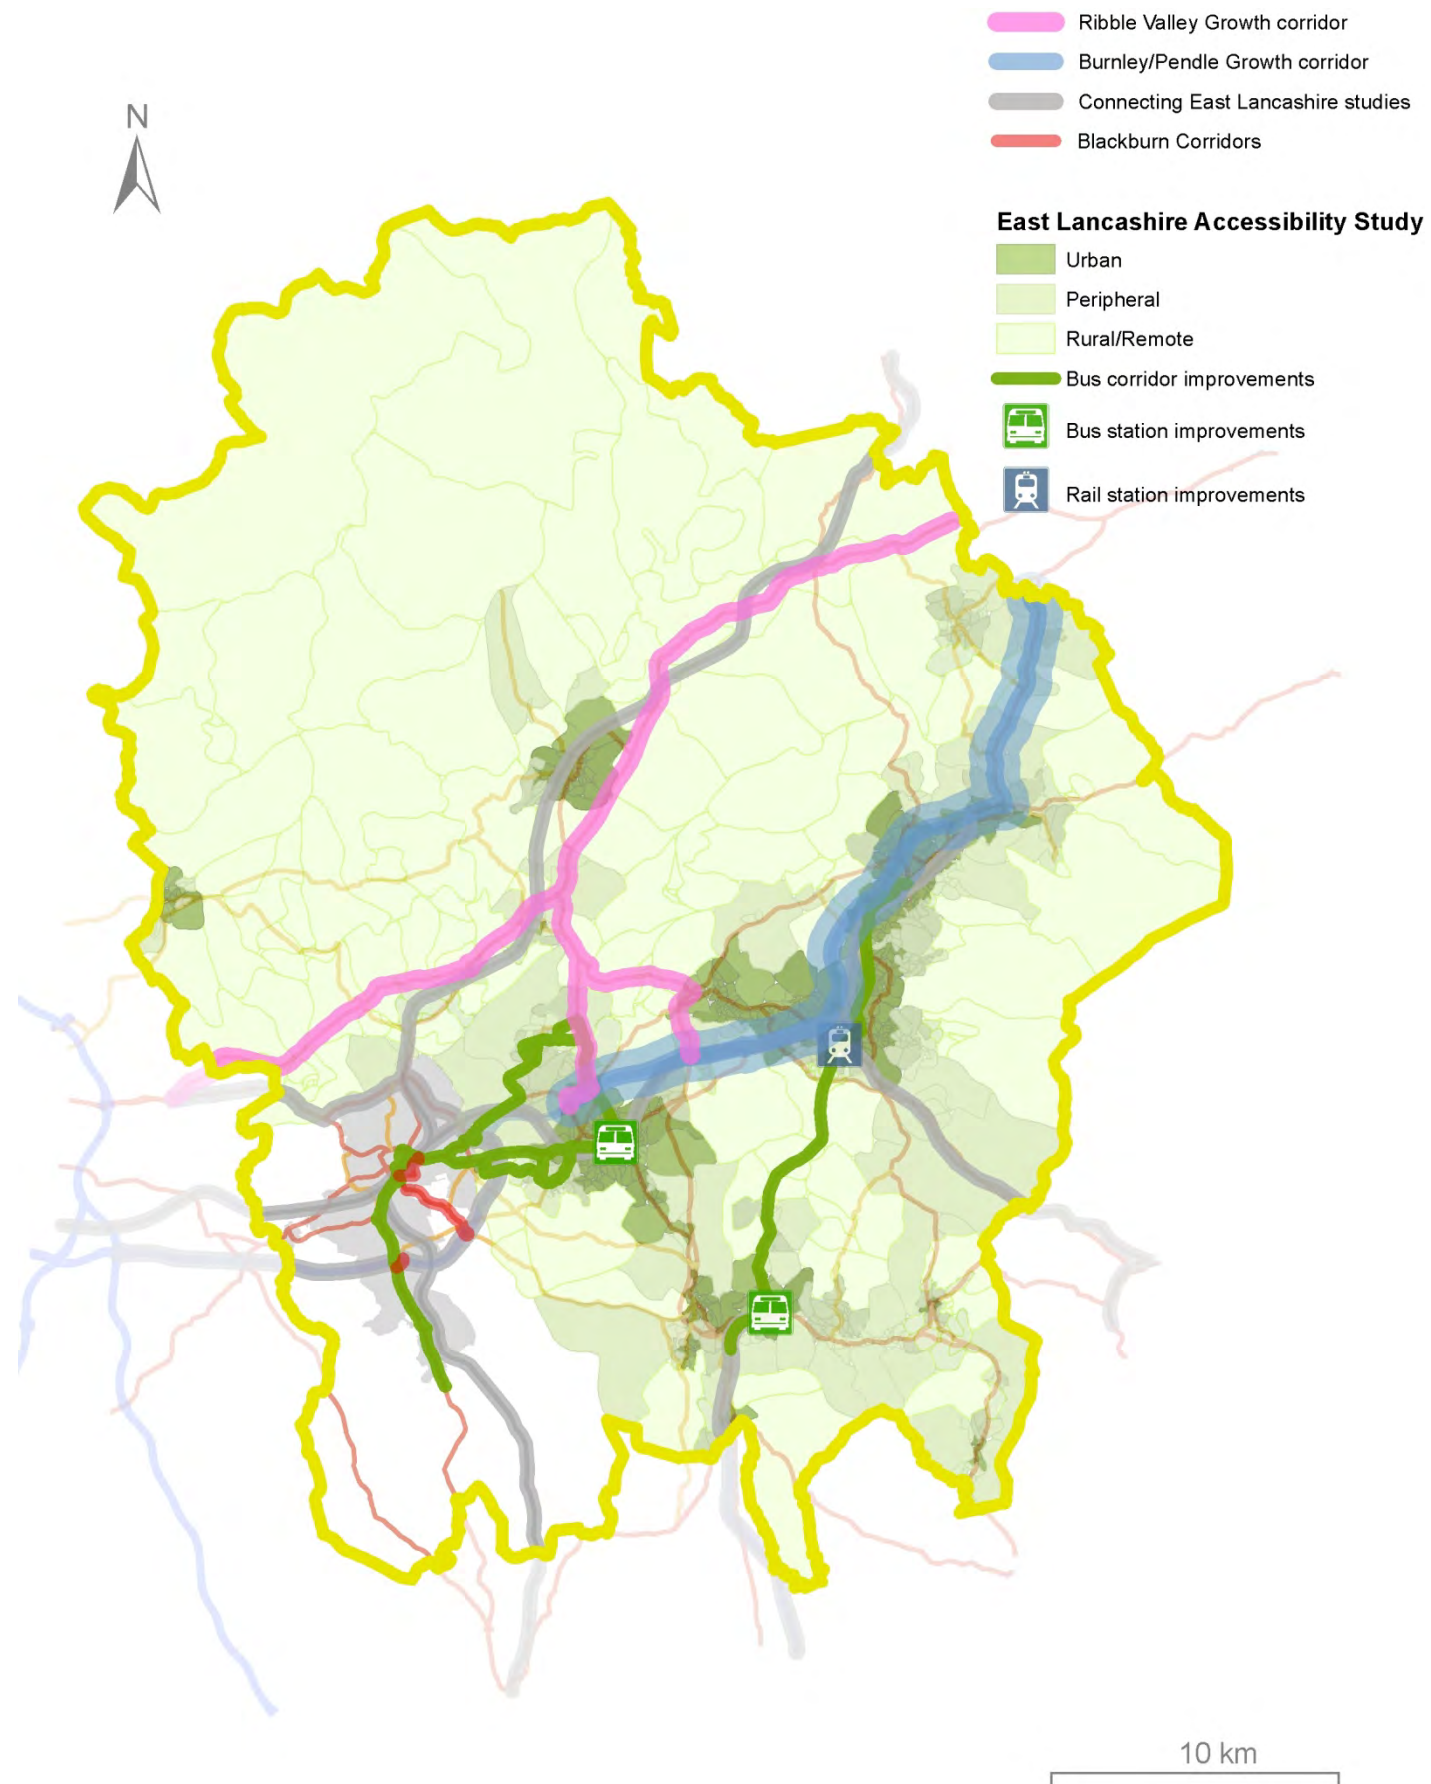 Ribble Valley Growth corridor
Burnley/Pendle Growth corridor
Connecting East Lancashire studies
Blackburn Corridors
N
East Lancashire Accessibility Study
Urban
Peripheral
Rural/Remote
Bus corridor improvements
Bus station improvements
Rail station improvements
10 km